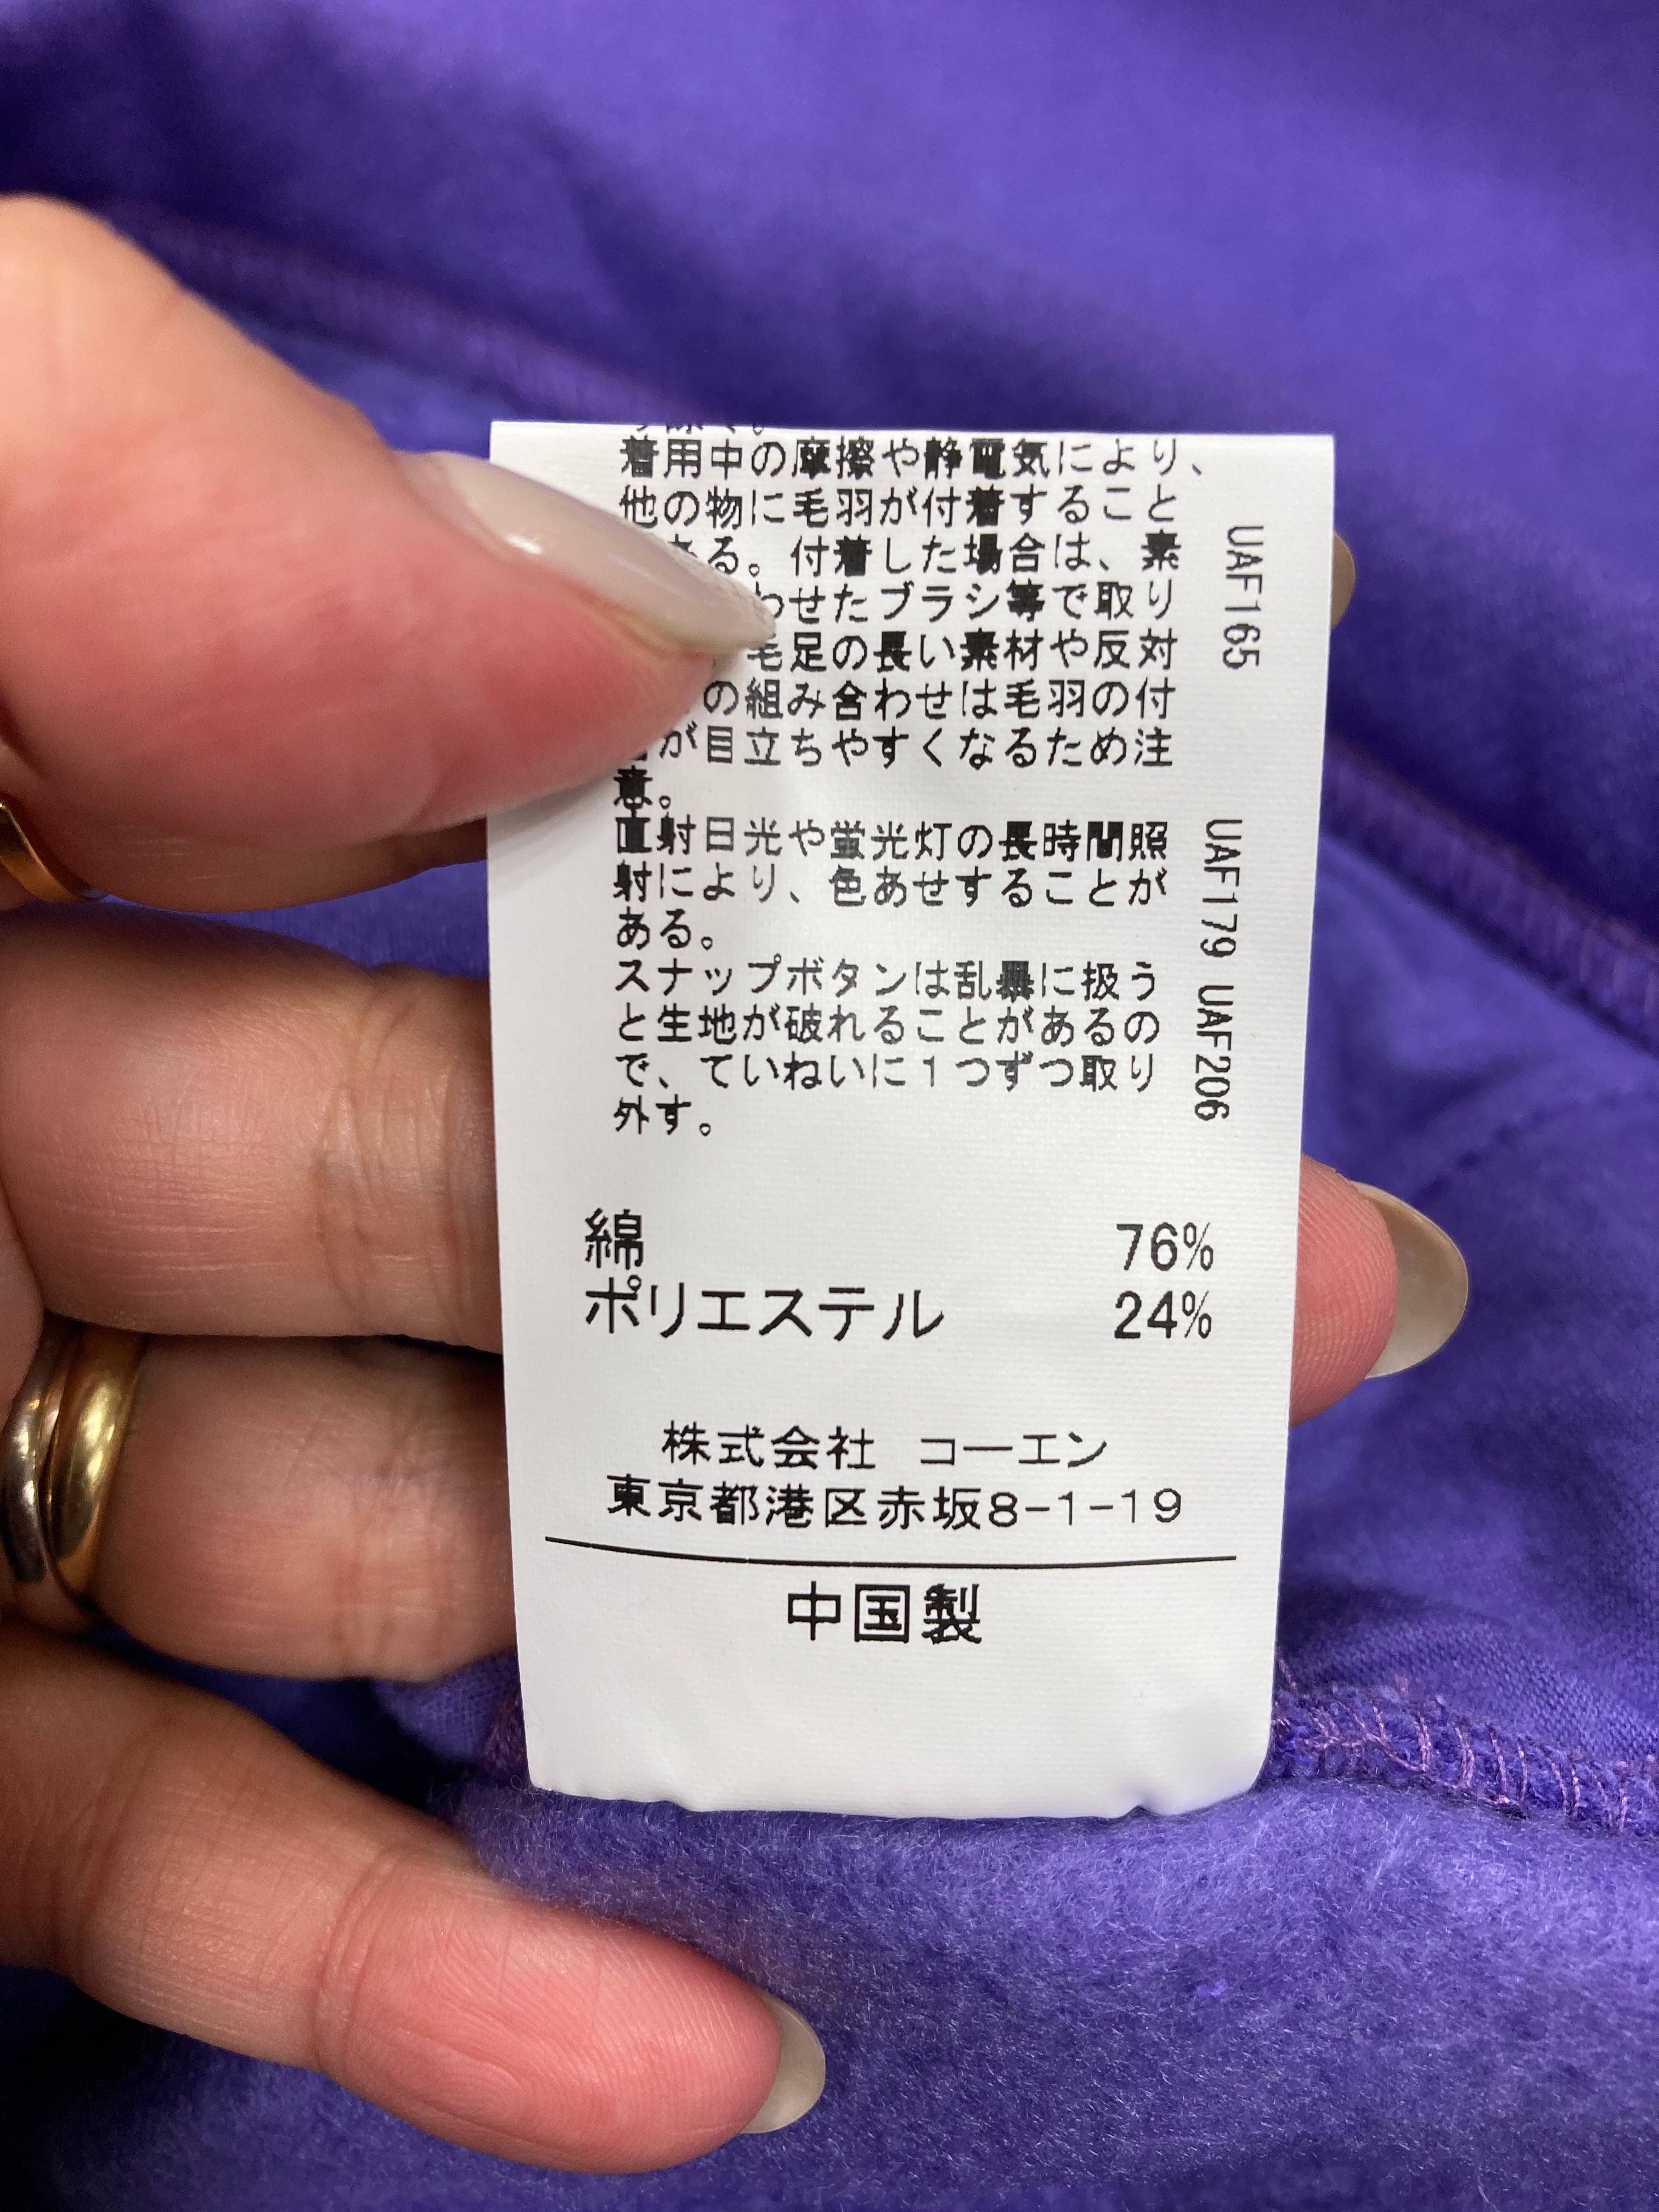 着用中の摩擦や静電気により、
他の物に毛羽が付着すること
る。付着した場合は、素
わせたブラシ等で取り
毛足の長い素材や反対
の組み合わせは毛羽の付
が目立ちやすくなるため注
意。
直射日光や蛍光灯の長時間照
射により、色あせすることが
ある。
スナップボタンは乱暴に扱う
と生地が破れることがあるの
で、ていねいに1つずつ取り
外す。
UAF165
UAF179 UAF206
綿 76%
ポリエステル 24%
株式会社 コーエン
東京都港区赤坂8-1-19
中国製